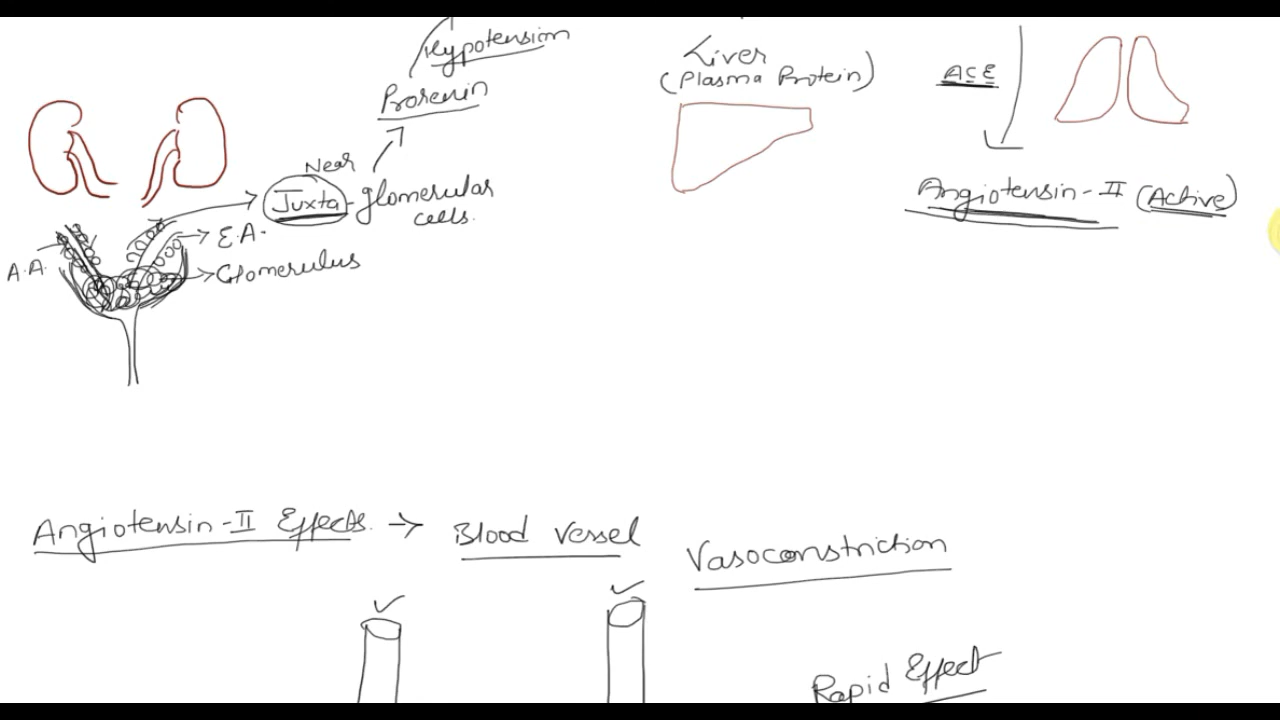 Hypotension
Prorenin
Near
Juxta-glomerular
cells.
E.A.
A.A.
Glomerulus
Liver
(Plasma Protein)
ACE
Angiotensin-II (Active)
Angiotensin-II Effects. → Blood Vessel
Vasoconstriction
Rapid Effect